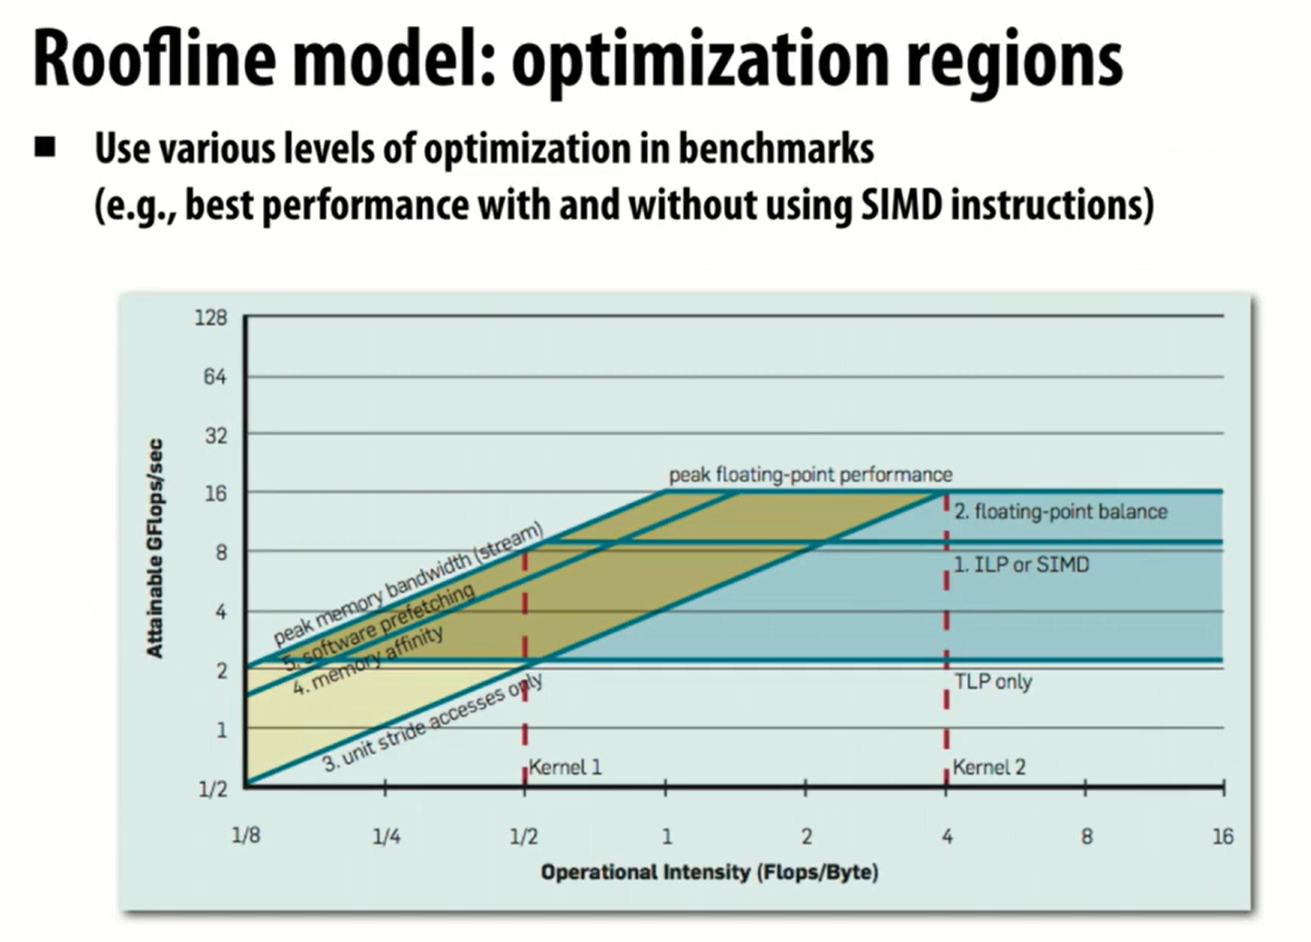 Roofline model: optimization regions
■ Use various levels of optimization in benchmarks
(e.g., best performance with and without using SIMD instructions)
128
64
32
16
8
4
2
1
1/2
Attainable GFlops/sec
peak floating-point performance
2. floating-point balance
1. ILP or SIMD
TLP only
peak memory bandwidth (stream)
5. software prefetching
4. memory affinity
3. unit stride accesses only
Kernel 1
Kernel 2
1/8 1/4 1/2 1 2 4 8 16
Operational Intensity (Flops/Byte)